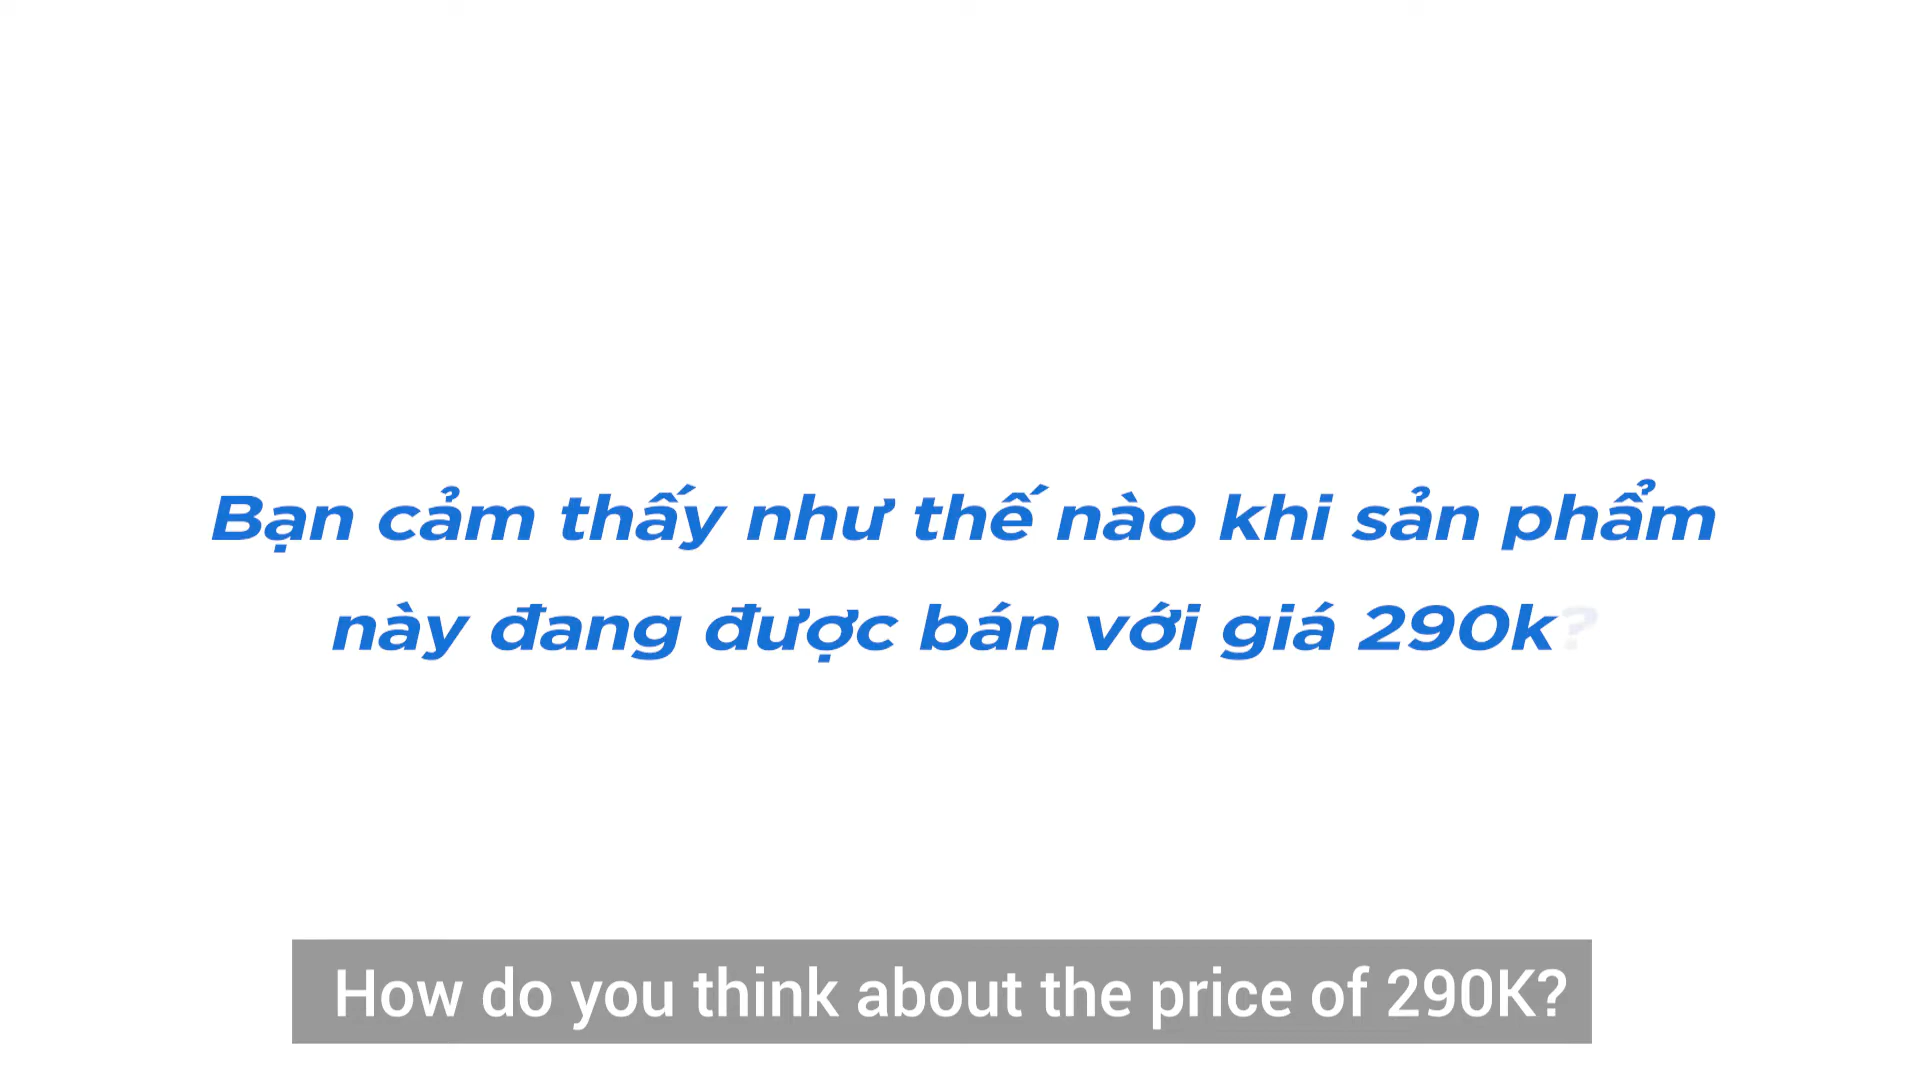 Bạn cảm thấy như thế nào khi sản phẩm
này đang được bán với giá 290k?
How do you think about the price of 290K?